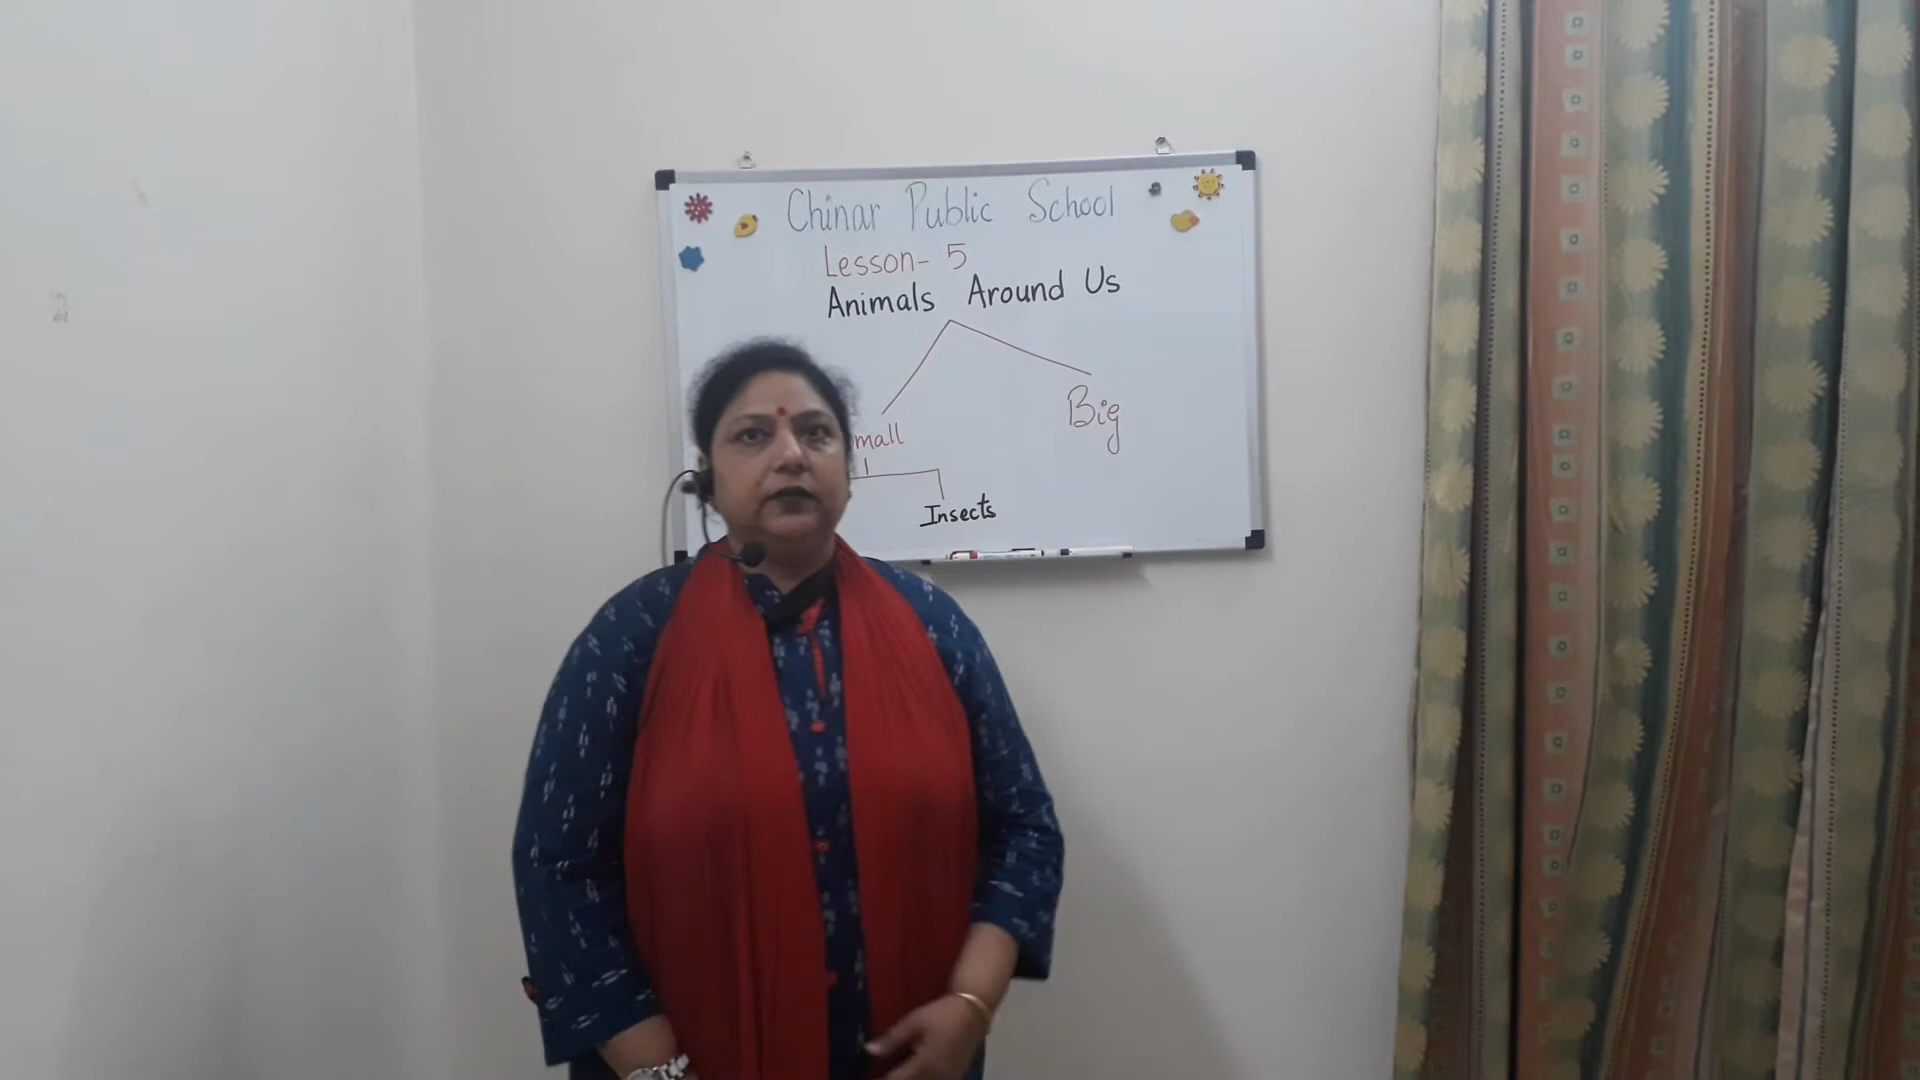 Chinar Public School
Lesson- 5
Animals Around Us
Big
mall
Insects